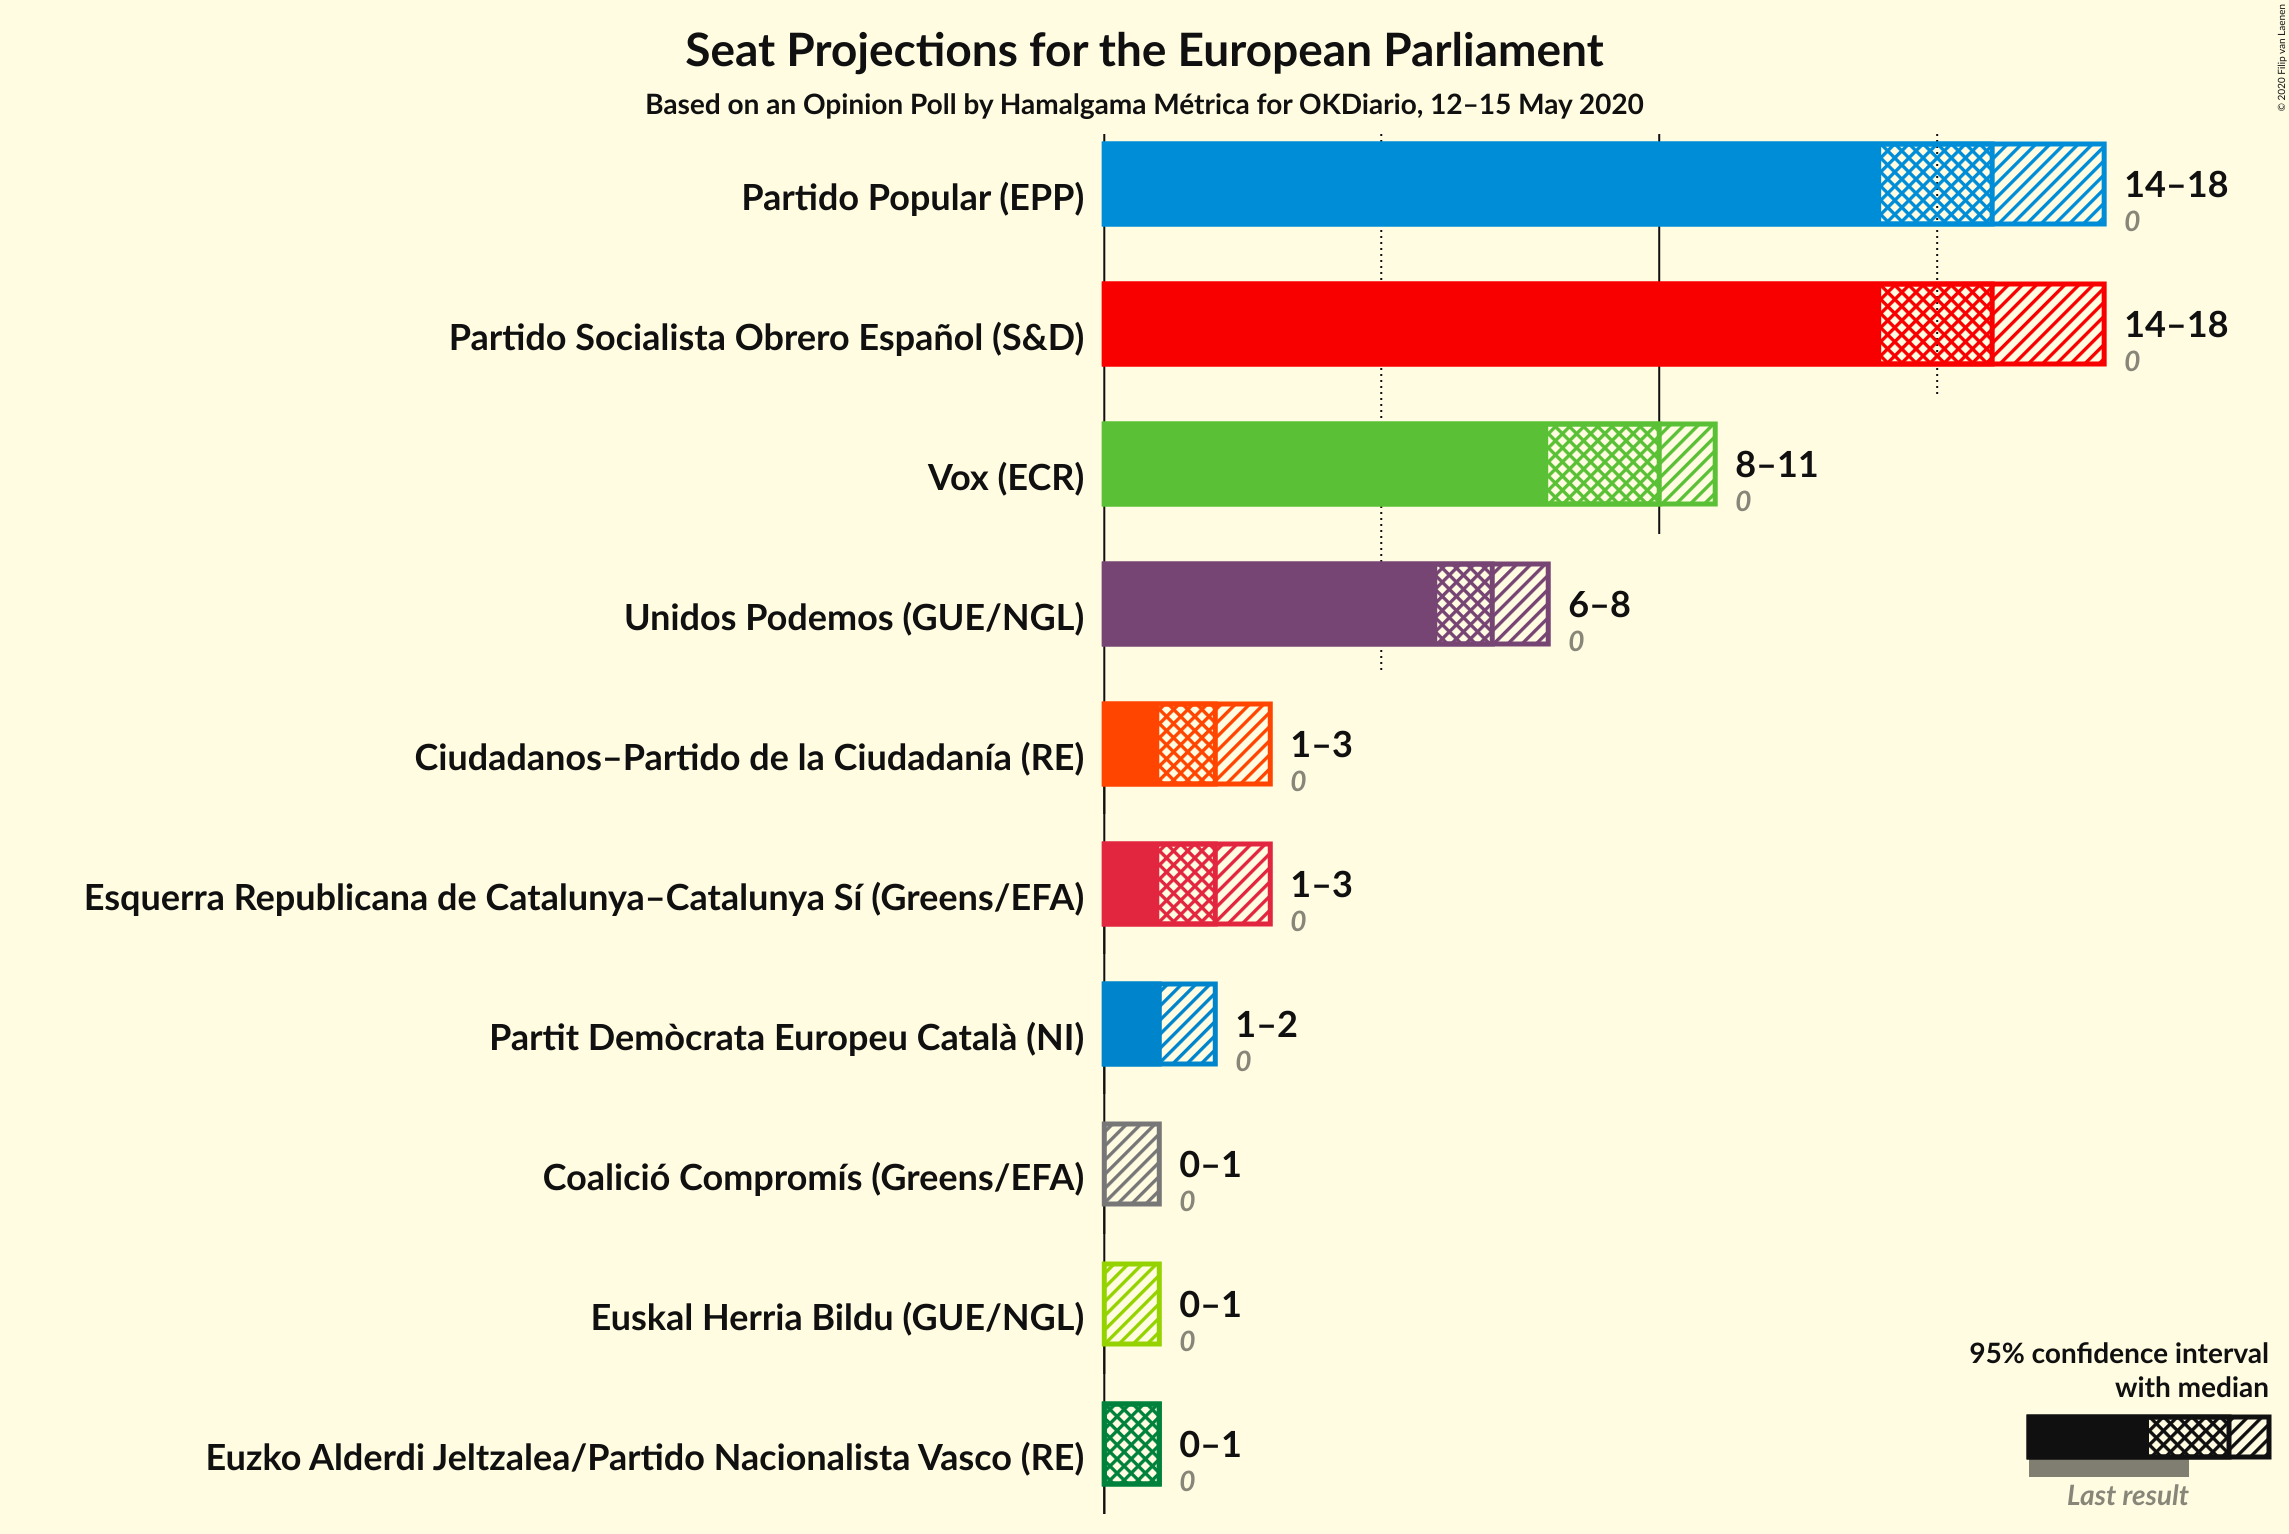 Seat Projections for the European Parliament
Based on an Opinion Poll by Hamalgama Métrica for OKDiario, 12–15 May 2020
© 2020 Filip van Laenen
Partido Popular (EPP)
14–18
0
Partido Socialista Obrero Español (S&D)
14–18
0
Vox (ECR)
8–11
0
Unidos Podemos (GUE/NGL)
6–8
0
Ciudadanos–Partido de la Ciudadanía (RE)
1–3
0
Esquerra Republicana de Catalunya–Catalunya Sí (Greens/EFA)
1–3
0
Partit Demòcrata Europeu Català (NI)
1–2
0
Coalició Compromís (Greens/EFA)
0–1
0
Euskal Herria Bildu (GUE/NGL)
0–1
0
Euzko Alderdi Jeltzalea/Partido Nacionalista Vasco (RE)
0–1
0
95% confidence interval
with median
Last result